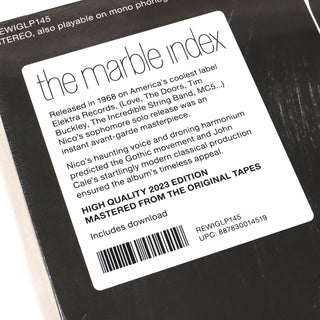 REWIGLP145
STEREO, also playable on mono phonog
the marble index
Released in 1968 on America's coolest label
Elektra Records, (Love, The Doors, Tim
Buckley, The Incredible String Band, MC5...)
Nico's sophomore solo release was an
instant avant-garde masterpiece.
Nico's haunting voice and droning harmonium
predicted the Gothic movement and John
Cale's startlingly modern classical production
ensured the album's timeless appeal.
HIGH QUALITY 2023 EDITION
MASTERED FROM THE ORIGINAL TAPES
Includes download
REWIGLP145
UPC: 887830014519